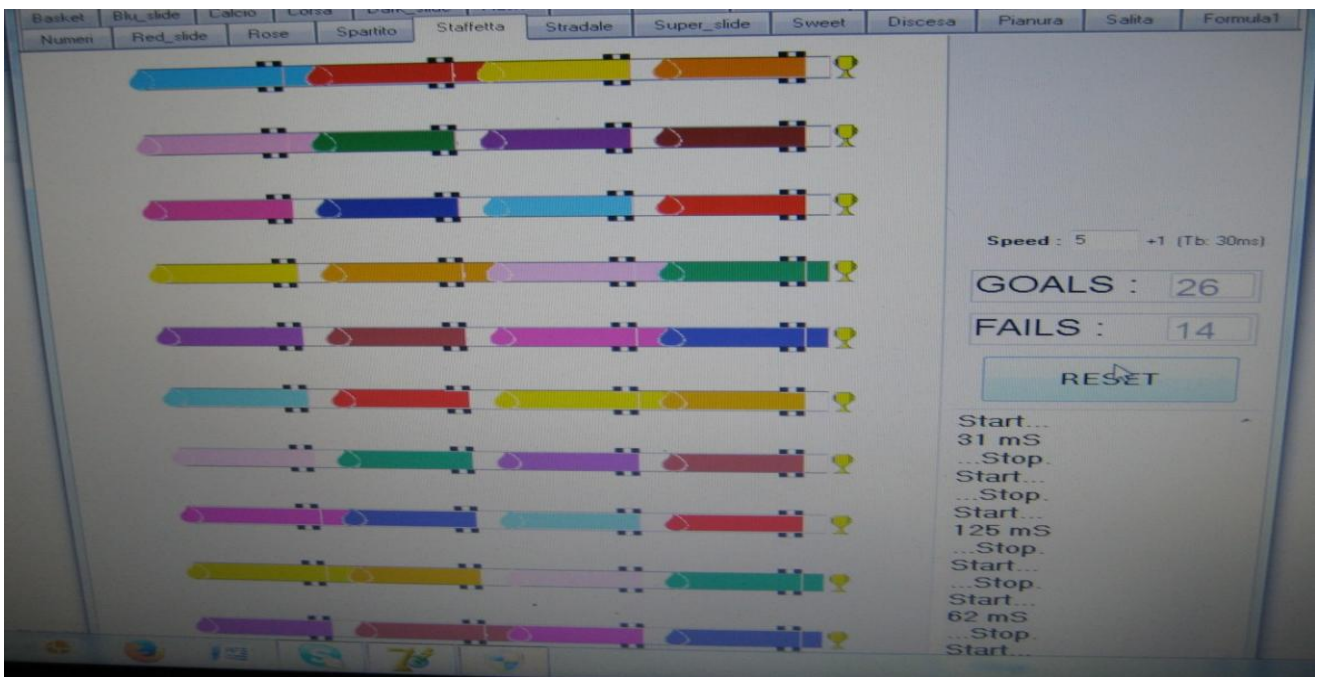 Basket Blu_slide Calcio Corsa Sweet Discesa Pianura Salita Formula1
Numeri Red_slide Rose Spartito Staffetta Stradale Super_slide
Speed : 5 +1 (Tb: 30ms)
GOALS : 26
FAILS : 14
RESET
Start...
31 mS
...Stop.
Start...
...Stop.
Start...
125 mS
...Stop.
Start...
...Stop.
Start...
62 mS
...Stop.
Start...